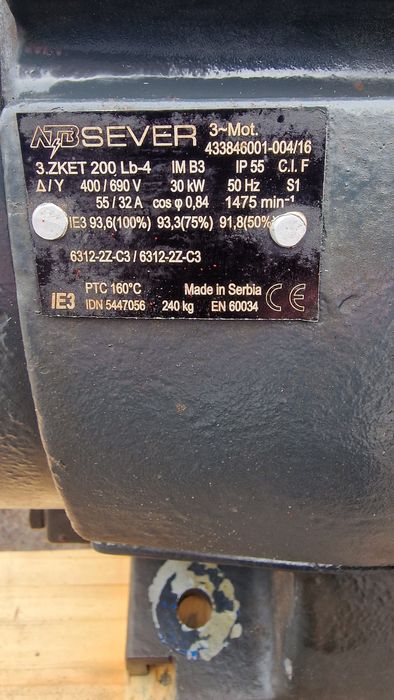 ATB SEVER 3~Mot.
433846001-004/16
3.ZKET 200 Lb-4 IM B3 IP 55 C.I. F
Δ/Y 400/690 V 30 kW 50 Hz S1
55/32 A cos φ 0,84 1475 min⁻¹
IE3 93,6(100%) 93,3(75%) 91,8(50%)
6312-2Z-C3 / 6312-2Z-C3
PTC 160°C Made in Serbia CE
IE3 IDN 5447056 240 kg EN 60034